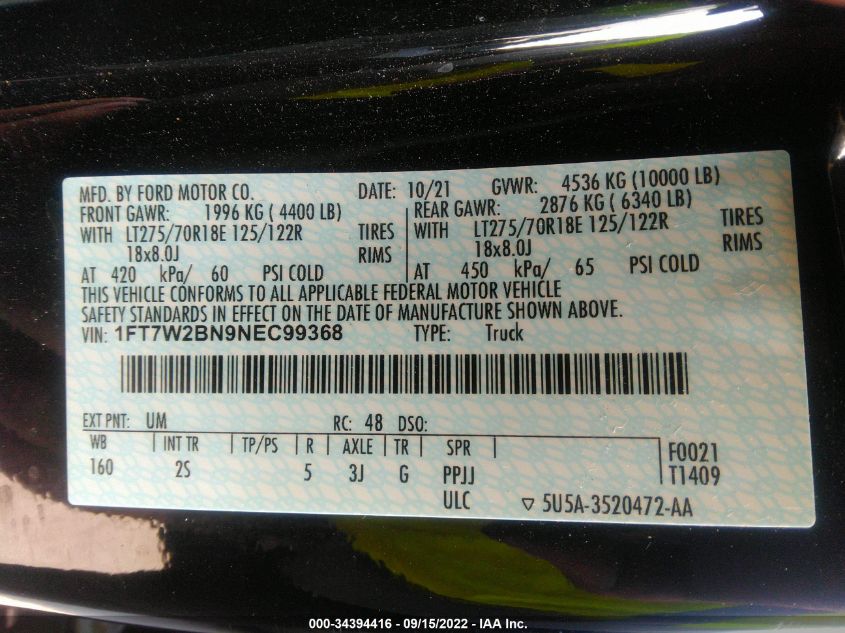 MFD. BY FORD MOTOR CO. DATE: 10/21 GVWR: 4536 KG (10000 LB)
FRONT GAWR: 1996 KG ( 4400 LB) REAR GAWR: 2876 KG ( 6340 LB)
WITH LT275/70R18E 125/122R TIRES WITH LT275/70R18E 125/122R TIRES
18x8.0J RIMS 18x8.0J RIMS
AT 420 kPa/ 60 PSI COLD AT 450 kPa/ 65 PSI COLD
THIS VEHICLE CONFORMS TO ALL APPLICABLE FEDERAL MOTOR VEHICLE
SAFETY STANDARDS IN EFFECT ON THE DATE OF MANUFACTURE SHOWN ABOVE.
VIN: 1FT7W2BN9NEC99368 TYPE: Truck
EXT PNT: UM RC: 48 DSO:
WB INT TR TP/PS R AXLE TR SPR F0021
160 2S 5 3J G PPJJ T1409
ULC ▽ 5U5A-3520472-AA
000-34394416 - 09/15/2022 - IAA Inc.